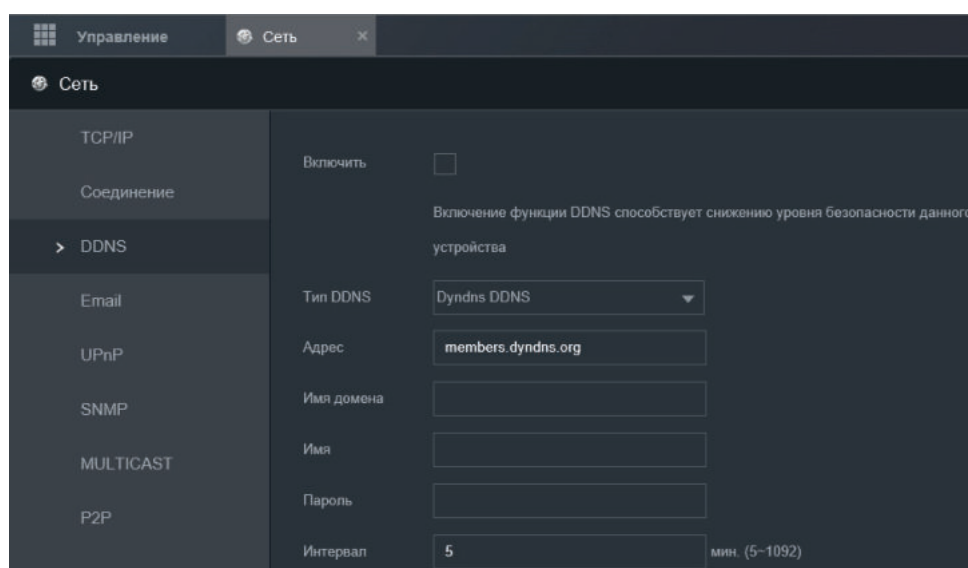 Управление
Сеть ×
Сеть
TCP/IP
Соединение
DDNS
Email
UPnP
SNMP
MULTICAST
P2P
Включить
Включение функции DDNS способствует снижению уровня безопасности данного
устройства
Тип DDNS Dyndns DDNS
Адрес members.dyndns.org
Имя домена
Имя
Пароль
Интервал 5 мин. (5~1092)